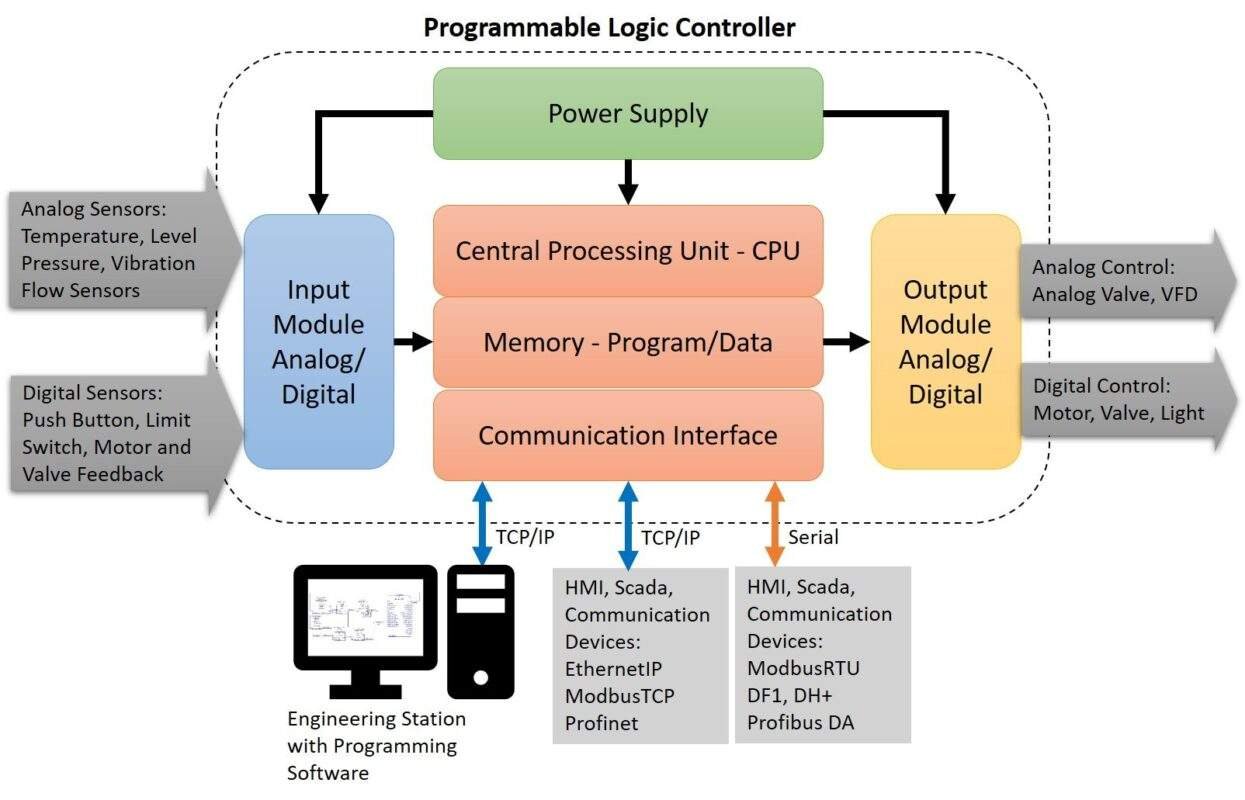 Programmable Logic Controller
Power Supply
Analog Sensors:
Temperature, Level
Pressure, Vibration
Flow Sensors
Digital Sensors:
Push Button, Limit
Switch, Motor and
Valve Feedback
Input
Module
Analog/
Digital
Central Processing Unit - CPU
Memory - Program/Data
Communication Interface
Output
Module
Analog/
Digital
Analog Control:
Analog Valve, VFD
Digital Control:
Motor, Valve, Light
TCP/IP
TCP/IP
Serial
Engineering Station
with Programming
Software
HMI, Scada,
Communication
Devices:
EthernetIP
ModbusTCP
Profinet
HMI, Scada,
Communication
Devices:
ModbusRTU
DF1, DH+
Profibus DA